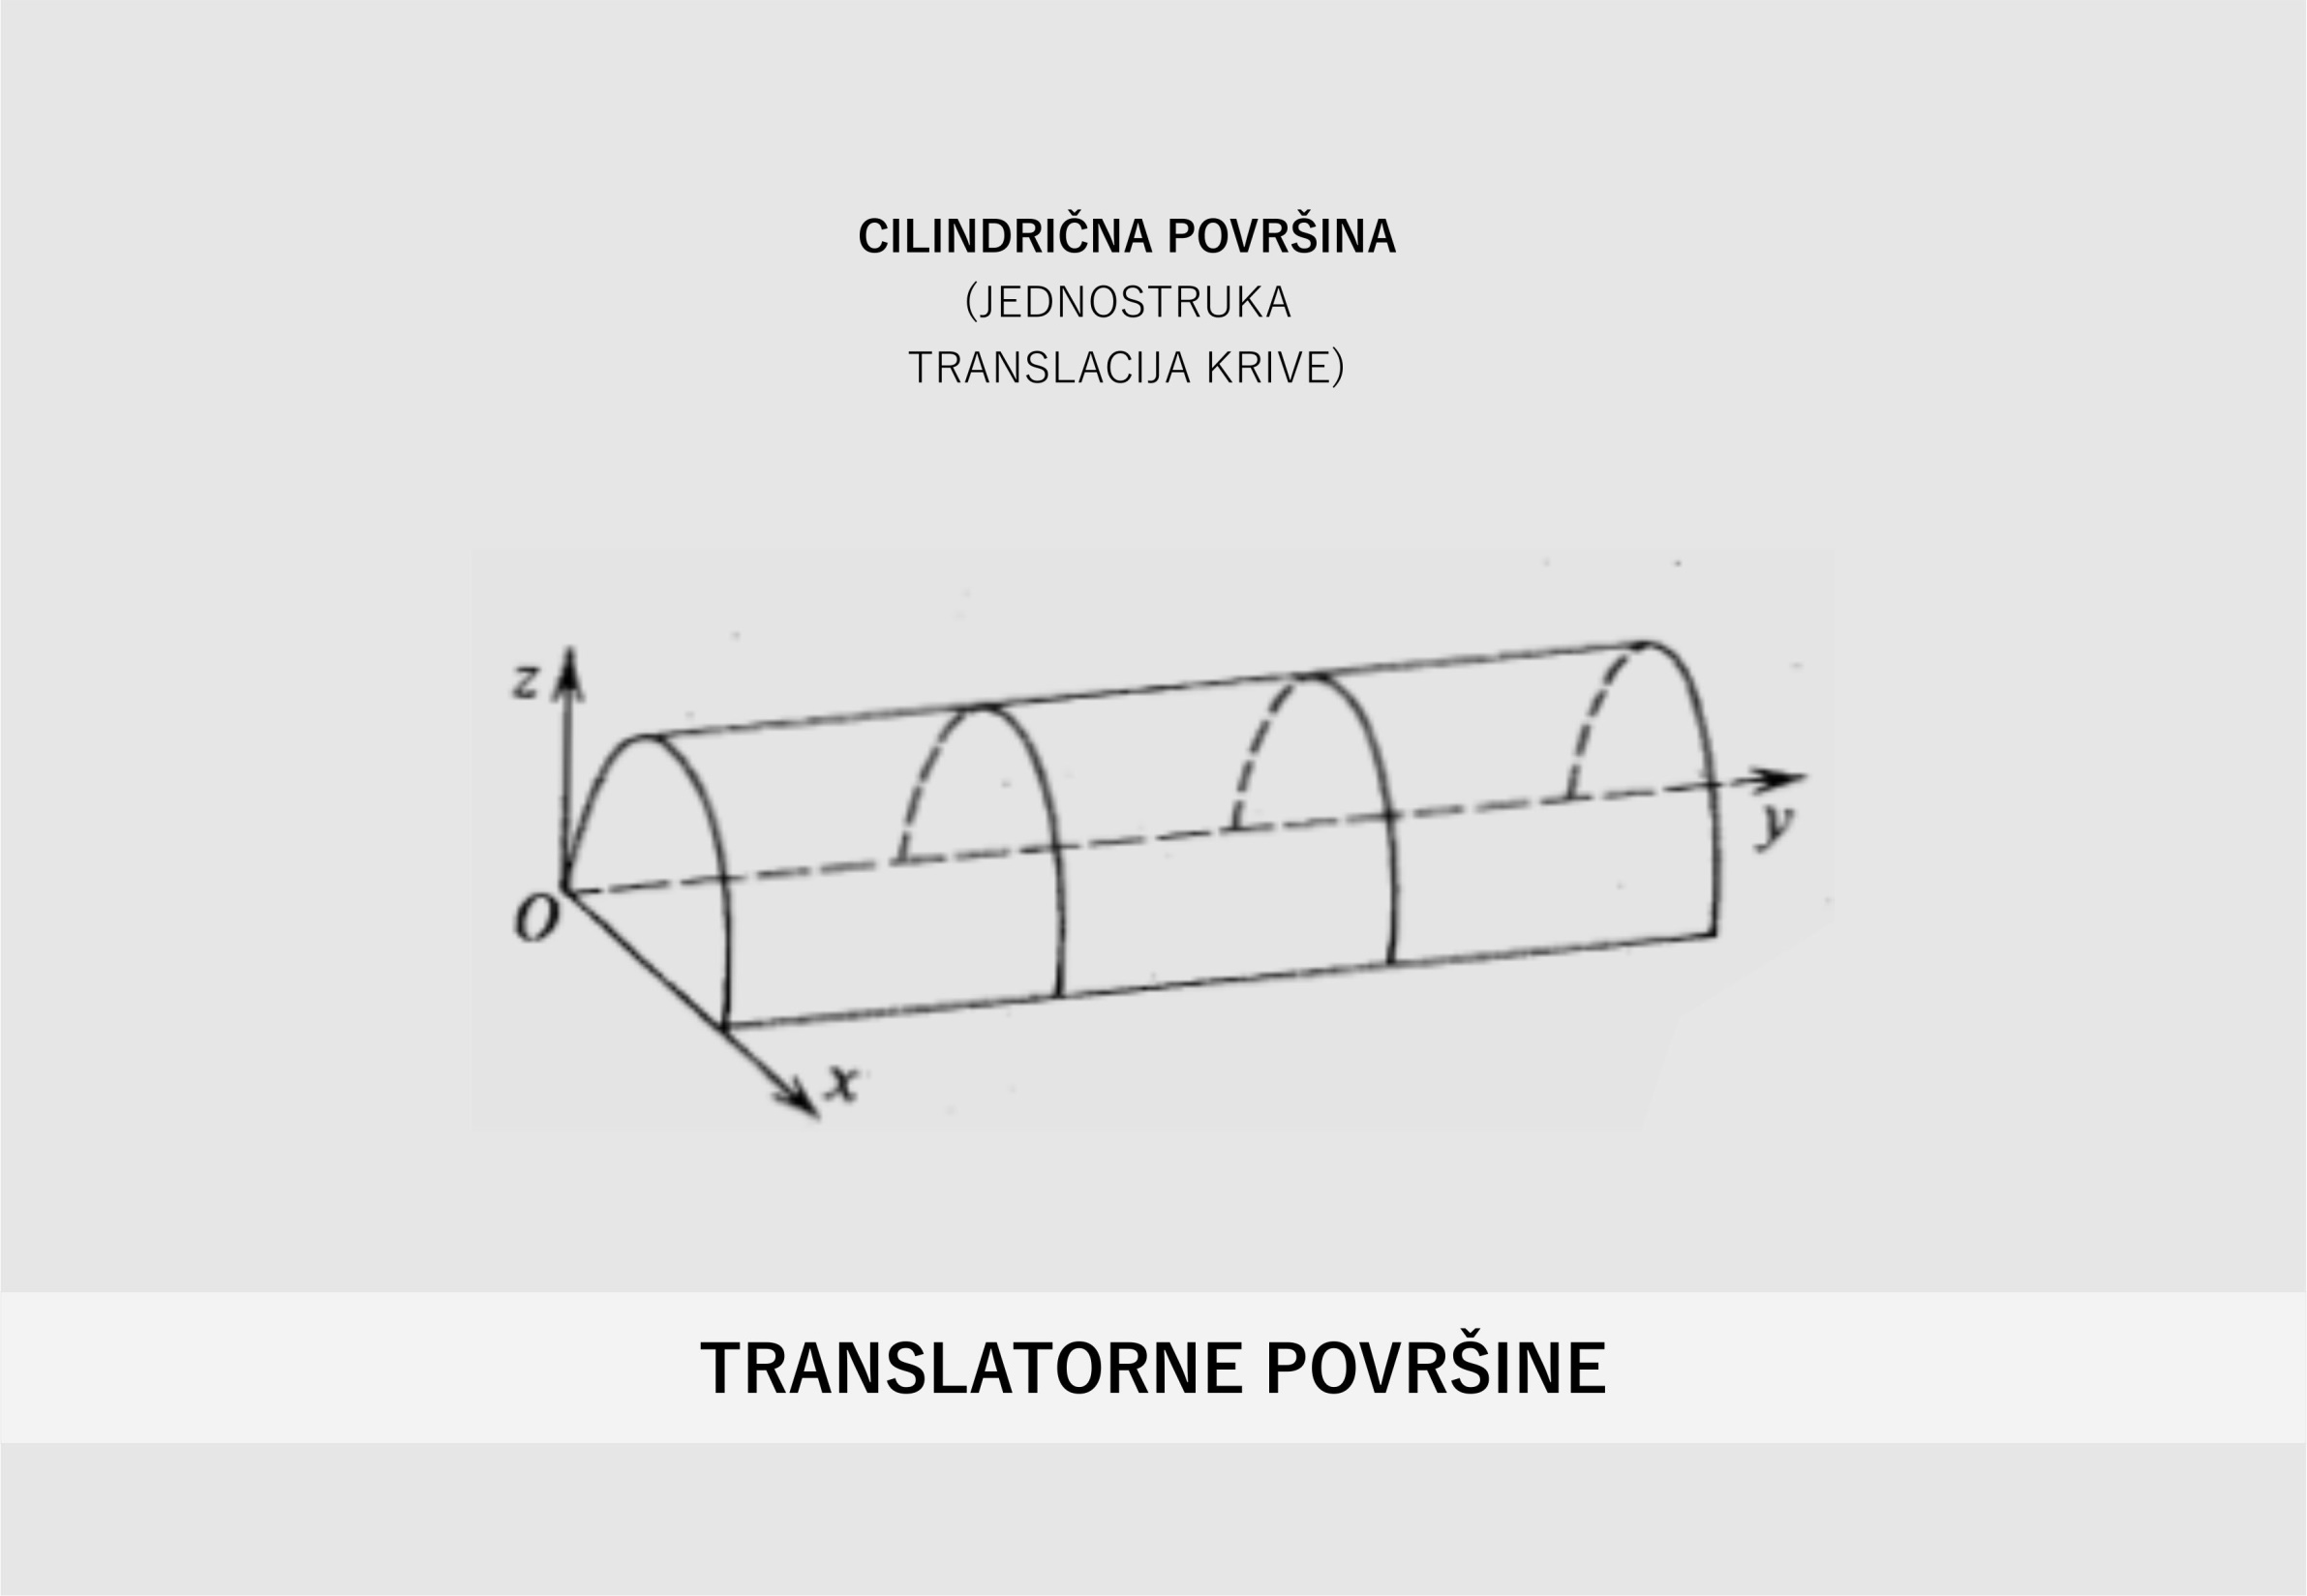 CILINDRIČNA POVRŠINA
(JEDNOSTRUKA
TRANSLACIJA KRIVE)
z
O
y
x
TRANSLATORNE POVRŠINE